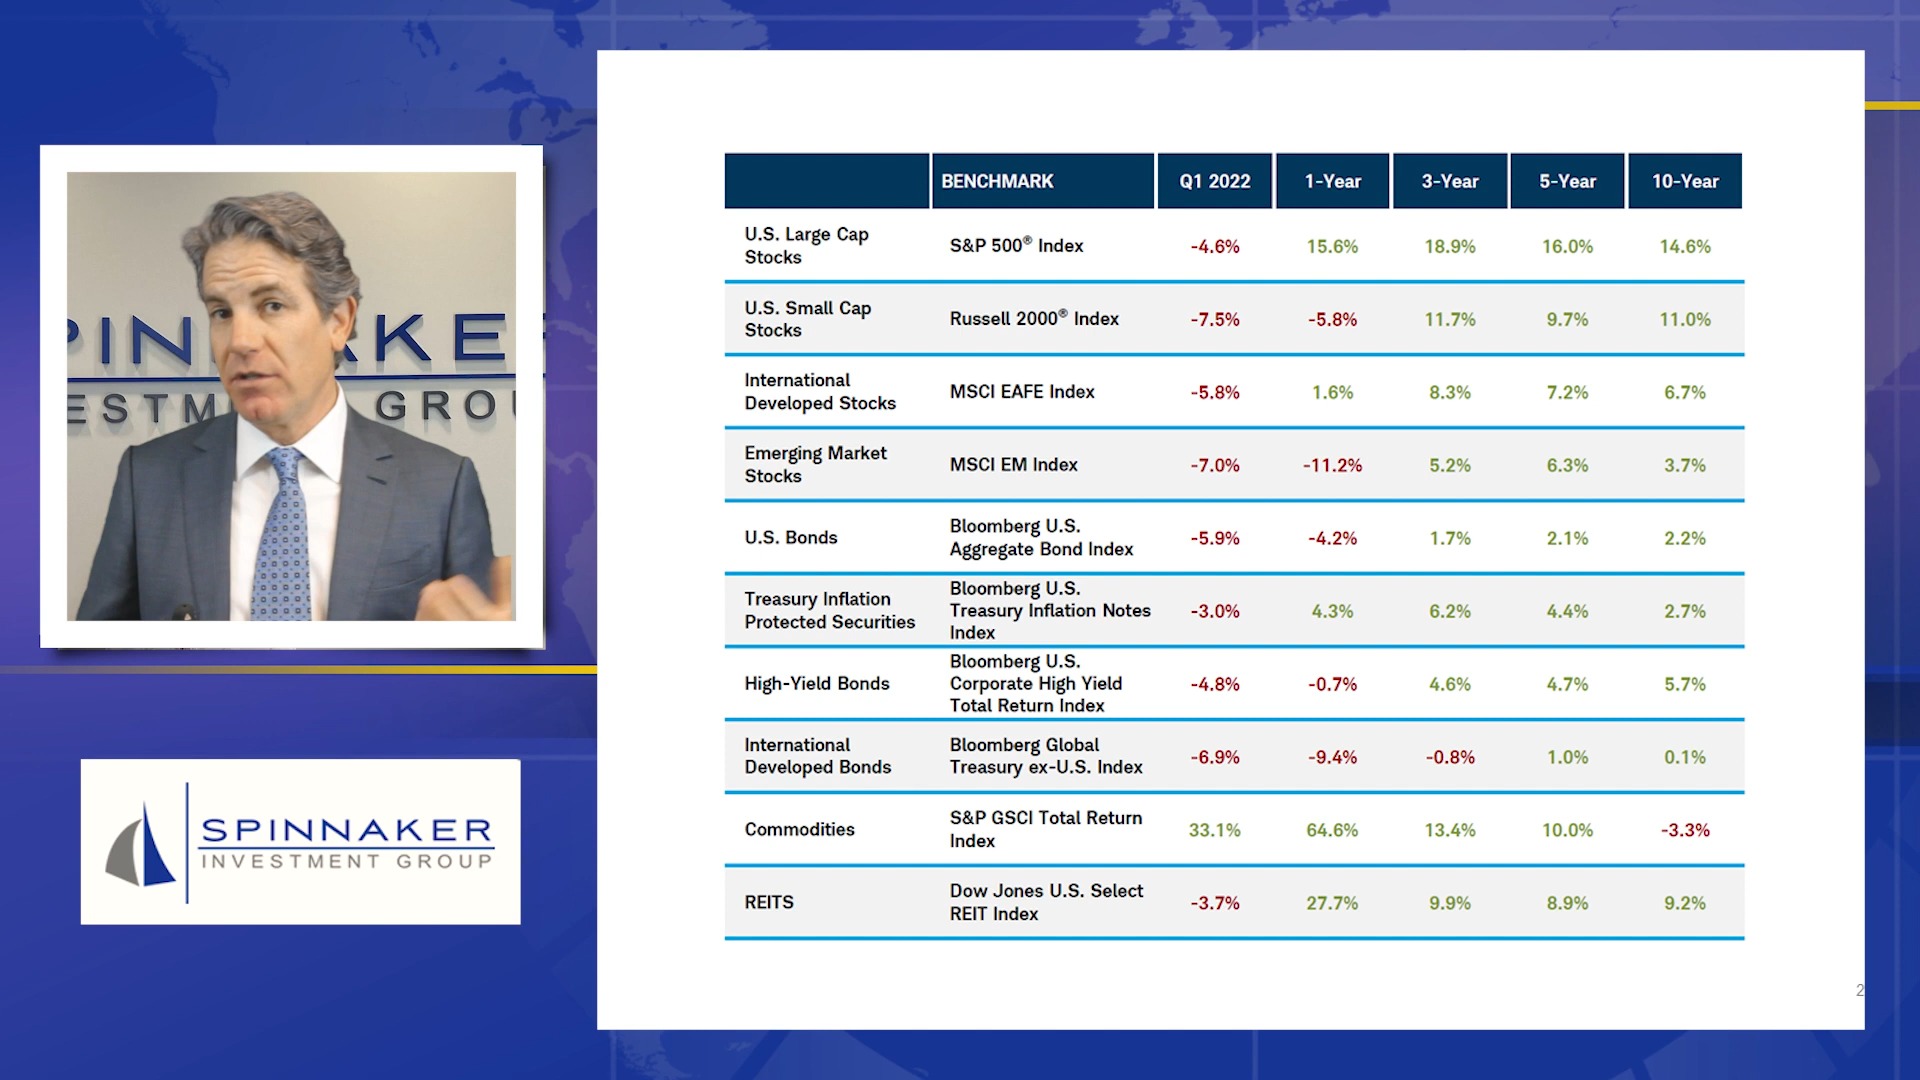 PINNAKE
ESTM GRO
SPINNAKER
INVESTMENT GROUP
BENCHMARK Q1 2022 1-Year 3-Year 5-Year 10-Year
U.S. Large Cap
Stocks
S&P 500® Index -4.6% 15.6% 18.9% 16.0% 14.6%
U.S. Small Cap
Stocks
Russell 2000® Index -7.5% -5.8% 11.7% 9.7% 11.0%
International
Developed Stocks
MSCI EAFE Index -5.8% 1.6% 8.3% 7.2% 6.7%
Emerging Market
Stocks
MSCI EM Index -7.0% -11.2% 5.2% 6.3% 3.7%
U.S. Bonds
Bloomberg U.S.
Aggregate Bond Index
-5.9% -4.2% 1.7% 2.1% 2.2%
Treasury Inflation
Protected Securities
Bloomberg U.S.
Treasury Inflation Notes
Index
-3.0% 4.3% 6.2% 4.4% 2.7%
High-Yield Bonds
Bloomberg U.S.
Corporate High Yield
Total Return Index
-4.8% -0.7% 4.6% 4.7% 5.7%
International
Developed Bonds
Bloomberg Global
Treasury ex-U.S. Index
-6.9% -9.4% -0.8% 1.0% 0.1%
Commodities
S&P GSCI Total Return
Index
33.1% 64.6% 13.4% 10.0% -3.3%
REITS
Dow Jones U.S. Select
REIT Index
-3.7% 27.7% 9.9% 8.9% 9.2%
2